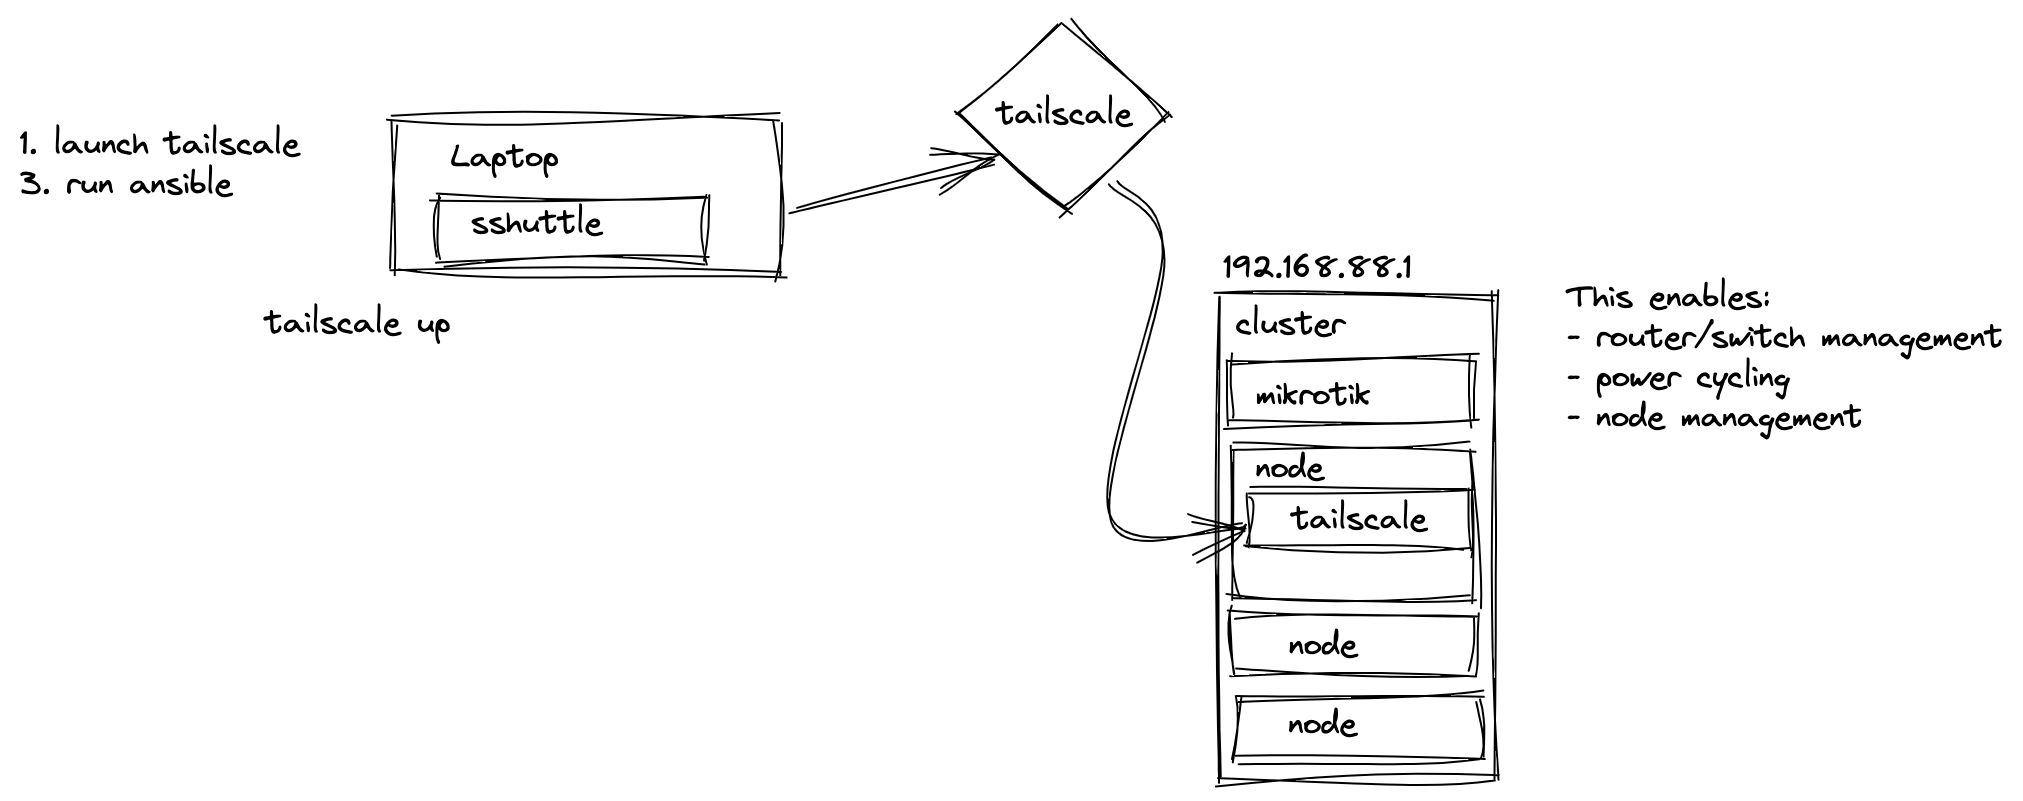 1. launch tailscale
3. run ansible
Laptop
sshuttle
tailscale up
tailscale
192.168.88.1
cluster
mikrotik
node
tailscale
node
node
This enables:
- router/switch management
- power cycling
- node management